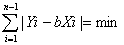 n−1
∑ | Yi − bXi |= min
i=1